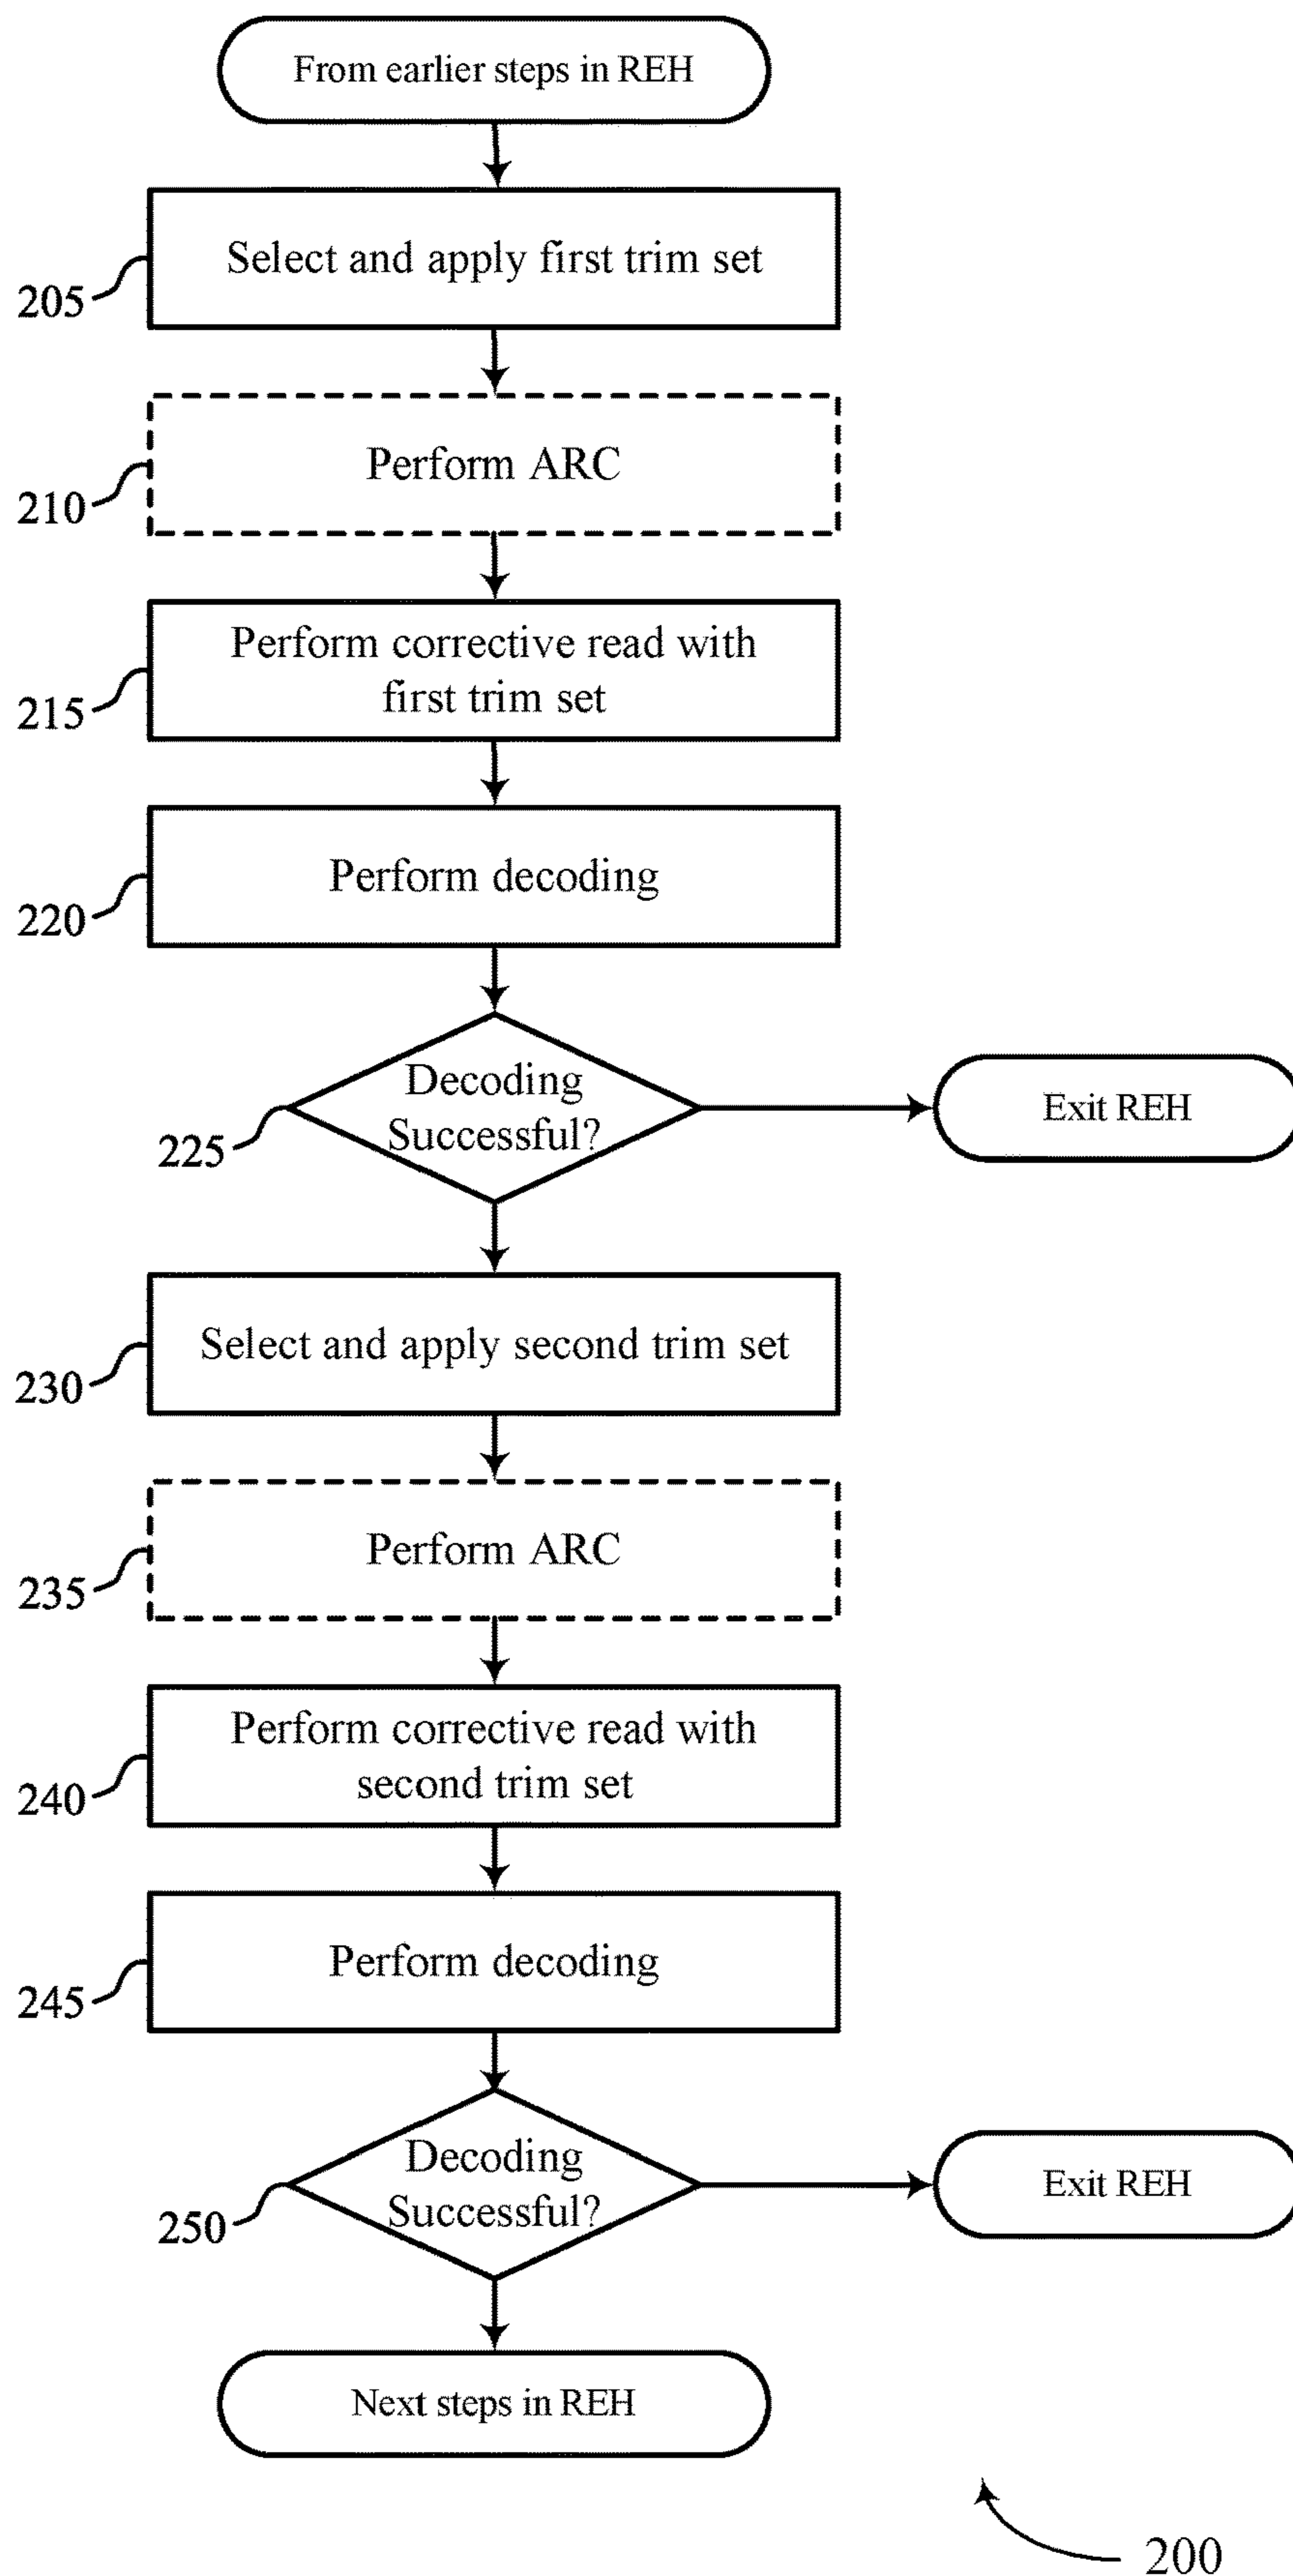 From earlier steps in REH
Select and apply first trim set
205
Perform ARC
210
Perform corrective read with
first trim set
215
Perform decoding
220
Decoding
Successful?
225
Exit REH
Select and apply second trim set
230
Perform ARC
235
Perform corrective read with
second trim set
240
Perform decoding
245
Decoding
Successful?
250
Exit REH
Next steps in REH
200